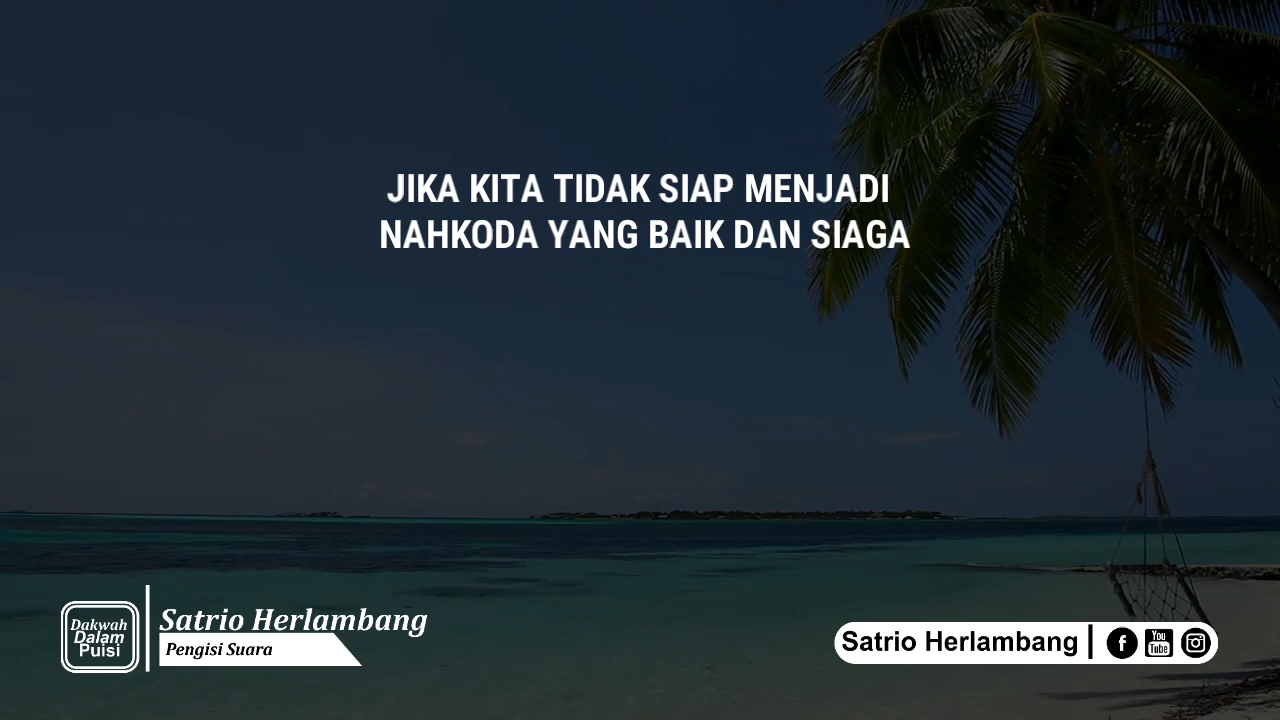 JIKA KITA TIDAK SIAP MENJADI
NAHKODA YANG BAIK DAN SIAGA
Dakwah
Dalam
Puisi
Satrio Herlambang
Pengisi Suara
Satrio Herlambang
You
Tube